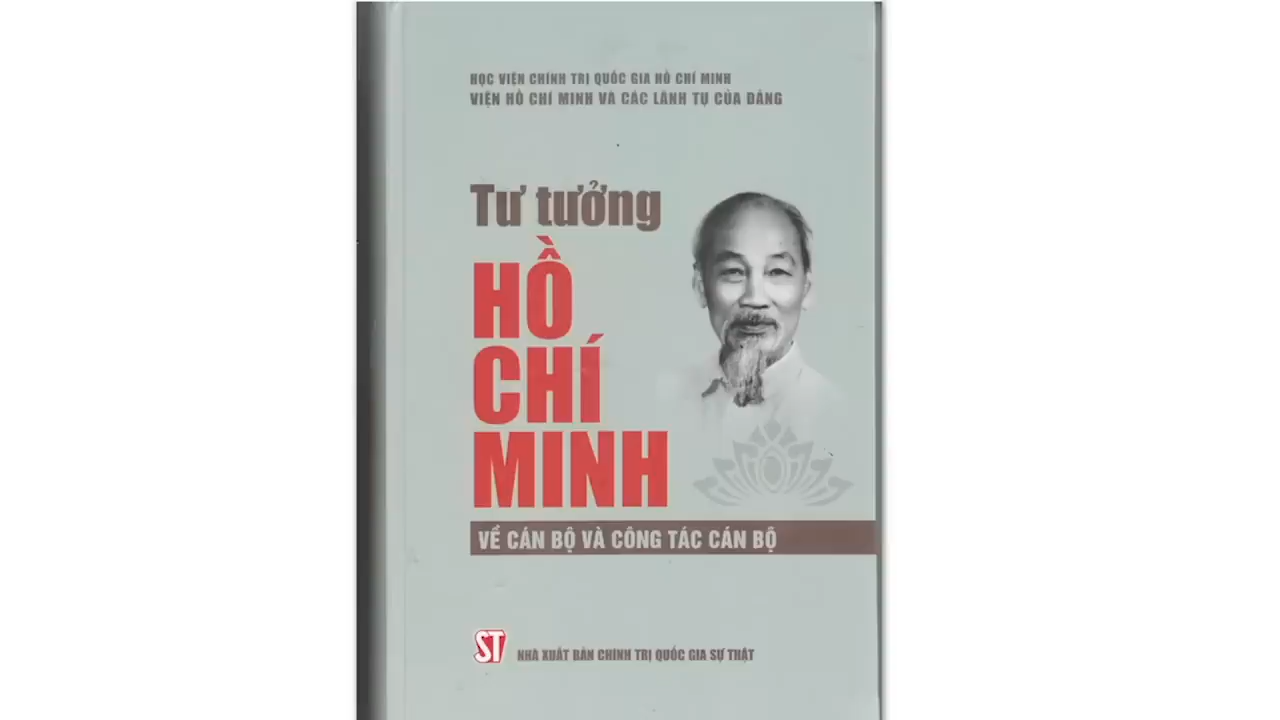 HỌC VIỆN CHÍNH TRỊ QUỐC GIA HỒ CHÍ MINH
VIỆN HỒ CHÍ MINH VÀ CÁC LÃNH TỤ CỦA ĐẢNG
Tư tưởng
HỒ
CHÍ
MINH
VỀ CÁN BỘ VÀ CÔNG TÁC CÁN BỘ
ST
NHÀ XUẤT BẢN CHÍNH TRỊ QUỐC GIA SỰ THẬT